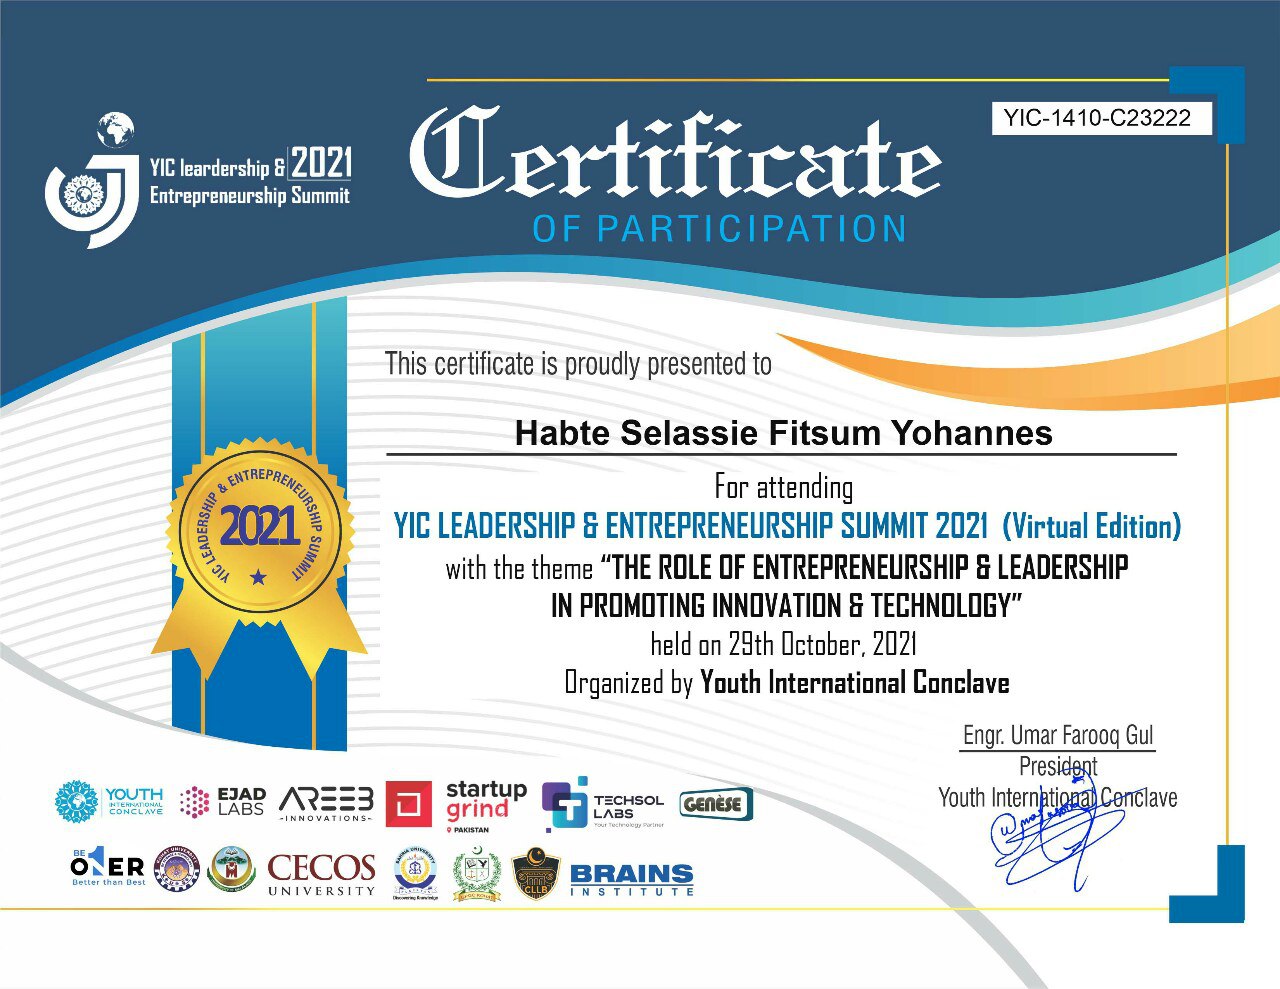 YIC-1410-C23222
YIC leardership & 2021
Entrepreneurship Summit
Certificate
OF PARTICIPATION
This certificate is proudly presented to
Habte Selassie Fitsum Yohannes
For attending
YIC LEADERSHIP & ENTREPRENEURSHIP SUMMIT 2021 (Virtual Edition)
with the theme “THE ROLE OF ENTREPRENEURSHIP & LEADERSHIP
IN PROMOTING INNOVATION & TECHNOLOGY”
held on 29th October, 2021
Organized by Youth International Conclave
YIC LEADERSHIP & ENTREPRENEURSHIP SUMMIT
2021
Engr. Umar Farooq Gul
President
Youth International Conclave
YOUTH
INTERNATIONAL
CONCLAVE
EJAD
LABS
AREEB
-INNOVATIONS-
startup
grind
PAKISTAN
TECHSOL
LABS
Your Technology Partner
GENÈSE
BE
ONER
Better than Best
CECOS
UNIVERSITY
Discovering Knowledge
CLLB
BRAINS
INSTITUTE